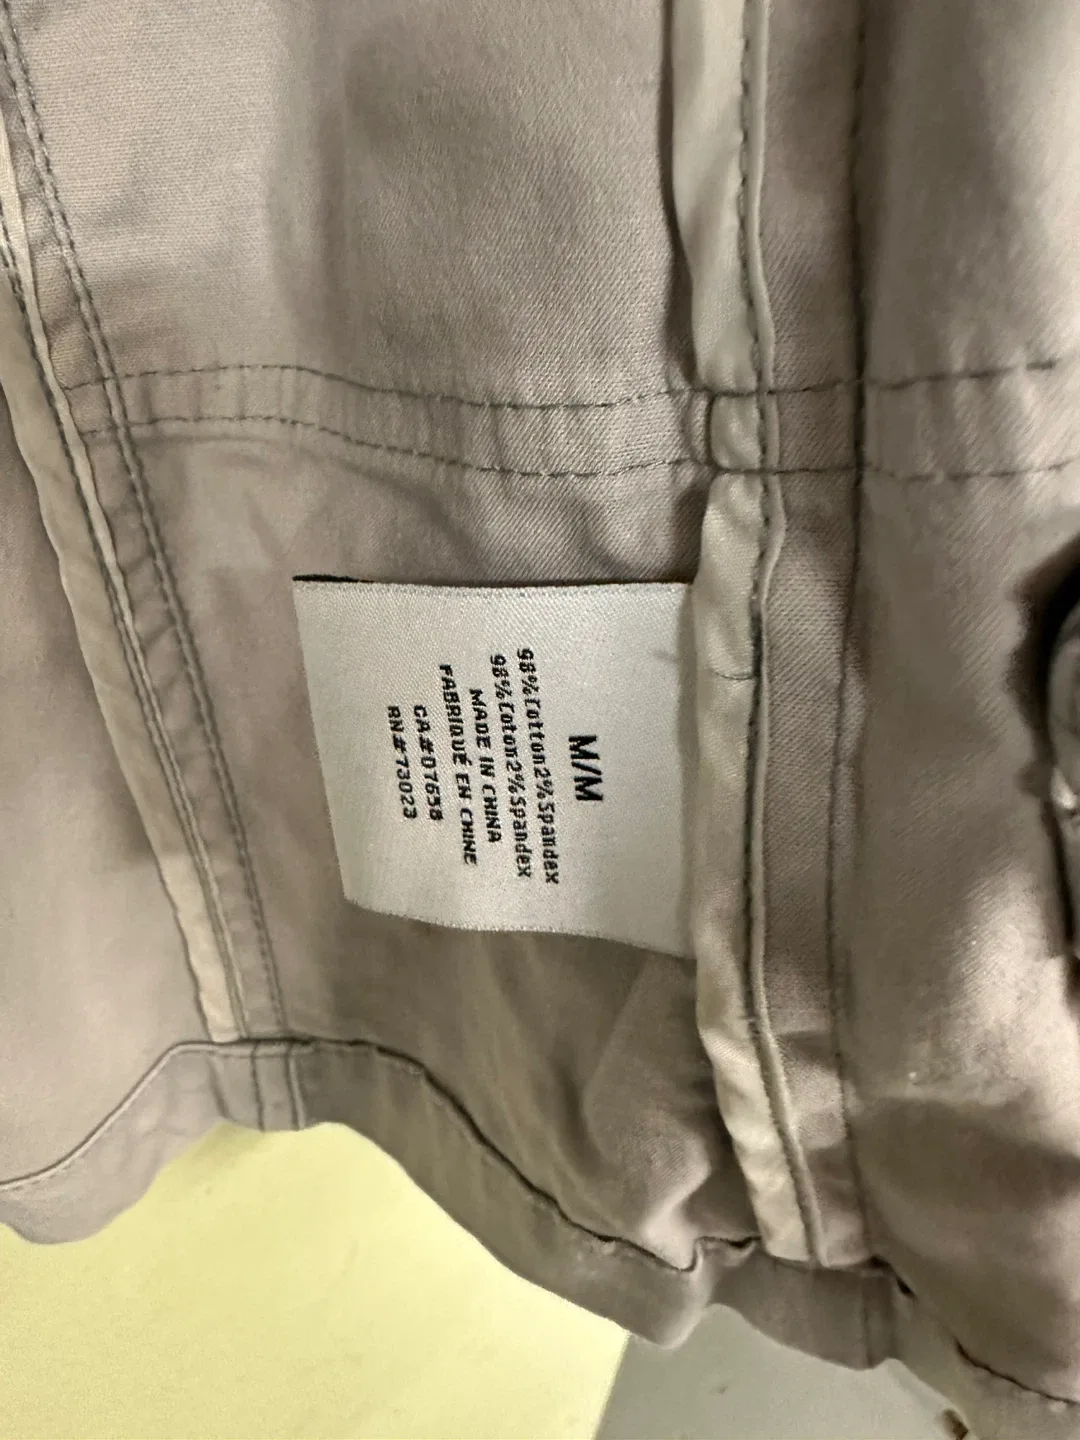 M/M
98%Cotton2%Spandex
98%Coton2%Spandex
MADE IN CHINA
FABRIQUÉ EN CHINE
CA#07658
RN#73023